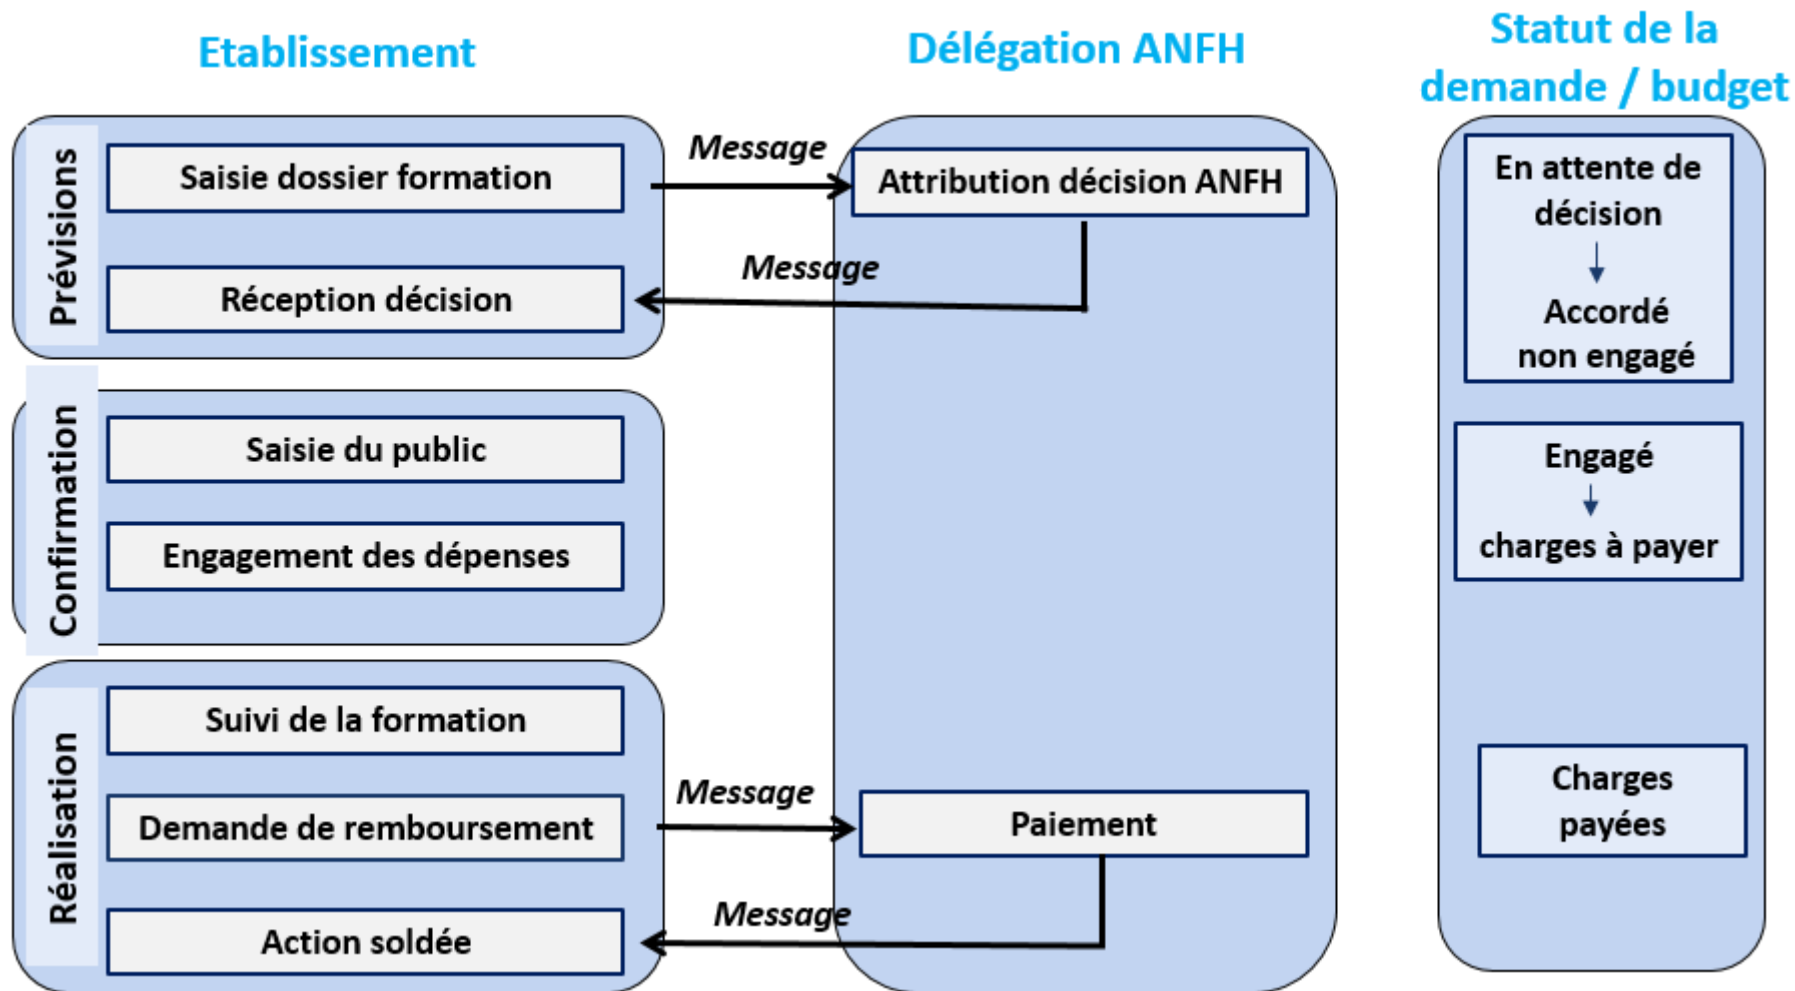 Etablissement
Délégation ANFH
Statut de la
demande / budget
Prévisions
Saisie dossier formation
Message
Attribution décision ANFH
Réception décision
Message
En attente de
décision
Accordé
non engagé
Confirmation
Saisie du public
Engagement des dépenses
Engagé
charges à payer
Réalisation
Suivi de la formation
Demande de remboursement
Message
Paiement
Action soldée
Message
Charges
payées